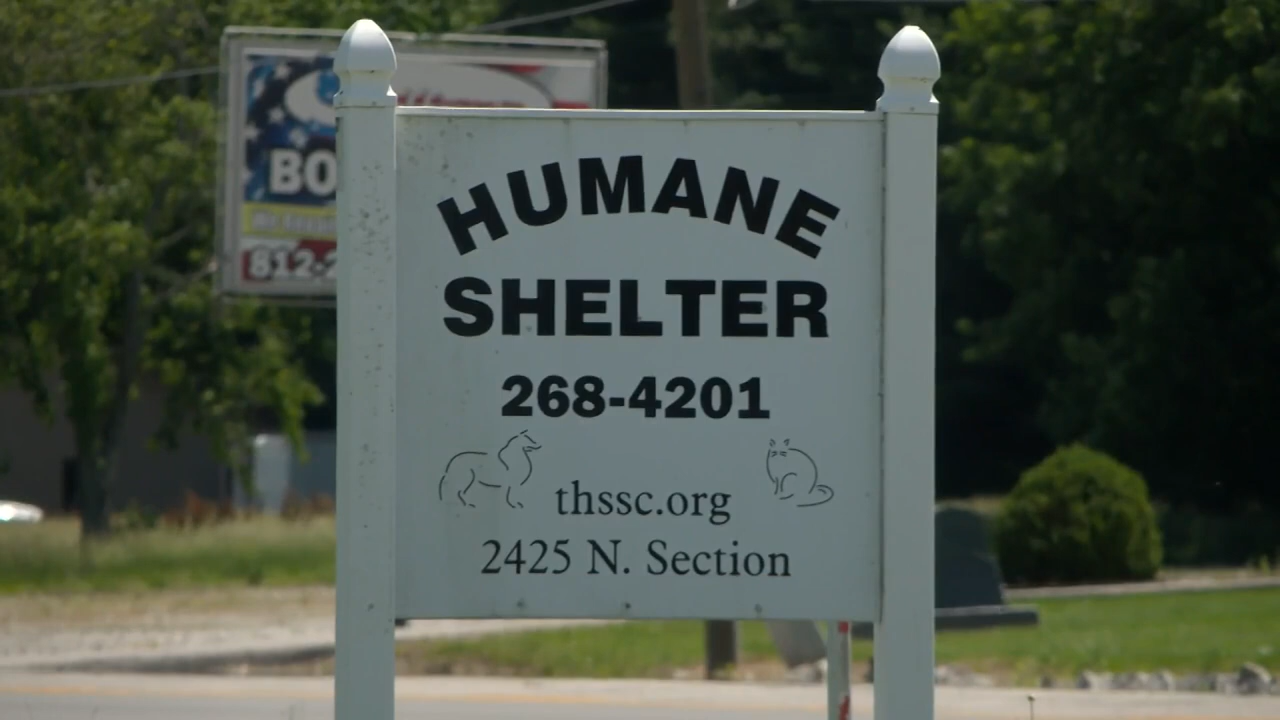 HUMANE
SHELTER
268-4201
thssc.org
2425 N. Section
BO
812-2